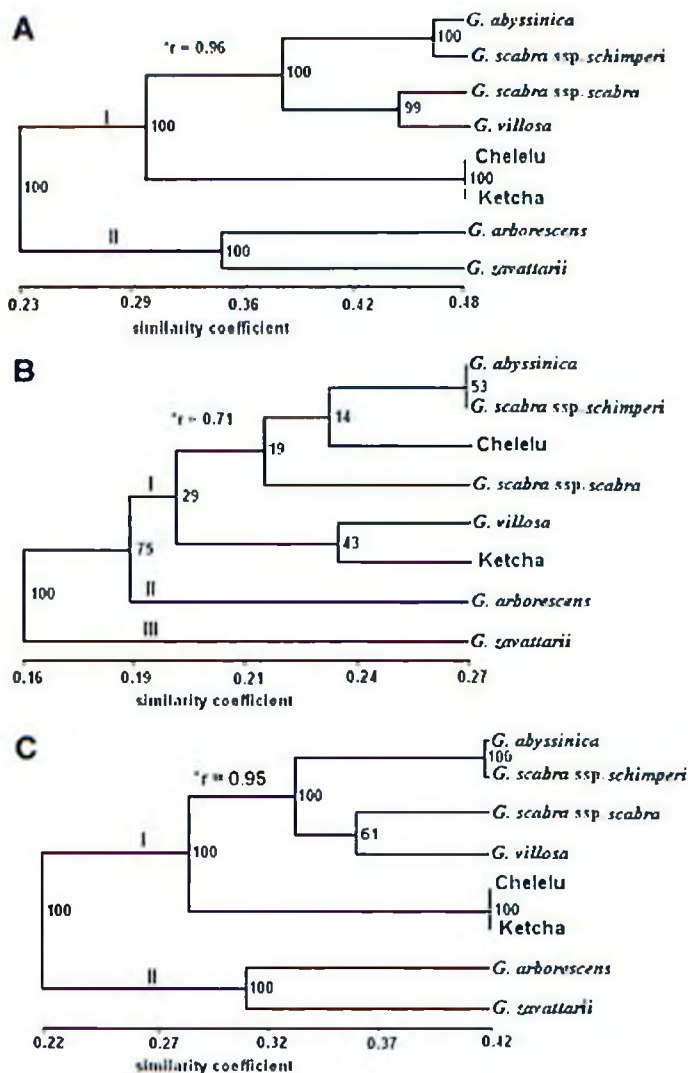 A
*r = 0.96
G. abyssinica
100
G. scabra ssp. schimperi
100
G. scabra ssp. scabra
99
G. villosa
I
100
Chelelu
100
Ketcha
100
II
G. arborescens
100
G. zavattarii
0.23 0.29 0.36 0.42 0.48
similarity coefficient
B
*r = 0.71
G. abyssinica
53
G. scabra ssp. schimperi
14
Chelelu
19
I
G. scabra ssp. scabra
29
G. villosa
43
Ketcha
75
II
G. arborescens
100
III
G. zavattarii
0.16 0.19 0.21 0.24 0.27
similarity coefficient
C
*r = 0.95
G. abyssinica
100
G. scabra ssp. schimperi
100
G. scabra ssp. scabra
61
G. villosa
I
100
Chelelu
100
Ketcha
100
II
G. arborescens
100
G. zavattarii
0.22 0.27 0.32 0.37 0.42
similarity coefficient